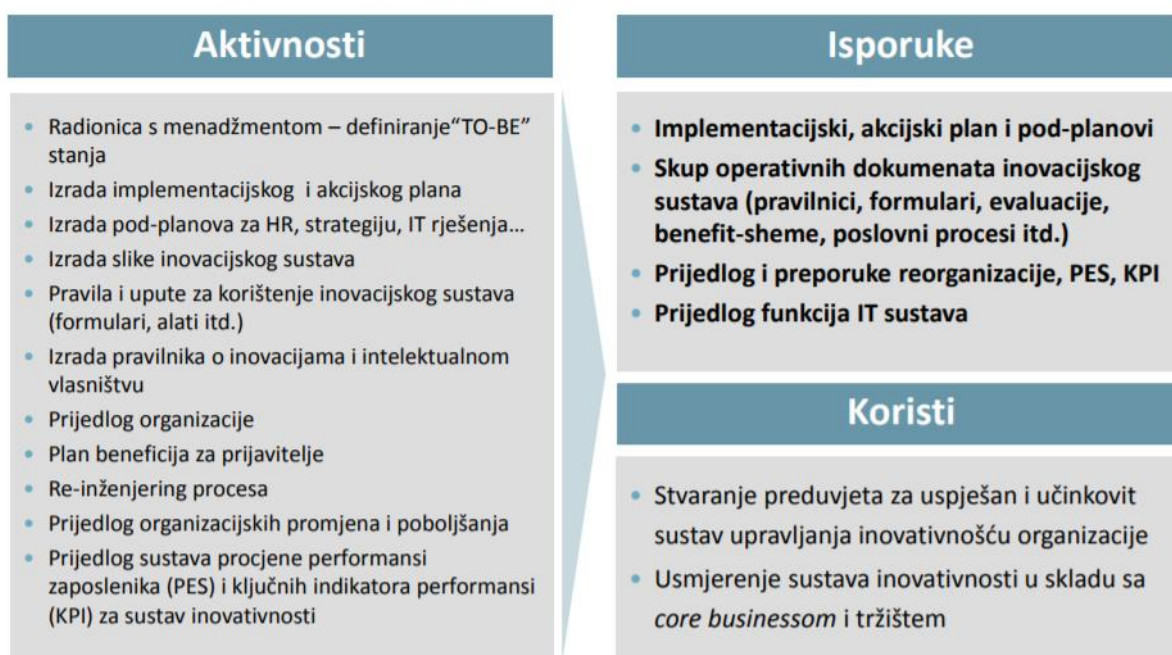 Aktivnosti
• Radionica s menadžmentom – definiranje“TO-BE”
stanja
• Izrada implementacijskog i akcijskog plana
• Izrada pod-planova za HR, strategiju, IT rješenja…
• Izrada slike inovacijskog sustava
• Pravila i upute za korištenje inovacijskog sustava
(formulari, alati itd.)
• Izrada pravilnika o inovacijama i intelektualnom
vlasništvu
• Prijedlog organizacije
• Plan beneficija za prijavitelje
• Re-inženjering procesa
• Prijedlog organizacijskih promjena i poboljšanja
• Prijedlog sustava procjene performansi
zaposlenika (PES) i ključnih indikatora performansi
(KPI) za sustav inovativnosti
Isporuke
• Implementacijski, akcijski plan i pod-planovi
• Skup operativnih dokumenata inovacijskog
sustava (pravilnici, formulari, evaluacije,
benefit-sheme, poslovni procesi itd.)
• Prijedlog i preporuke reorganizacije, PES, KPI
• Prijedlog funkcija IT sustava
Koristi
• Stvaranje preduvjeta za uspješan i učinkovit
sustav upravljanja inovativnošću organizacije
• Usmjerenje sustava inovativnosti u skladu sa
core businessom i tržištem